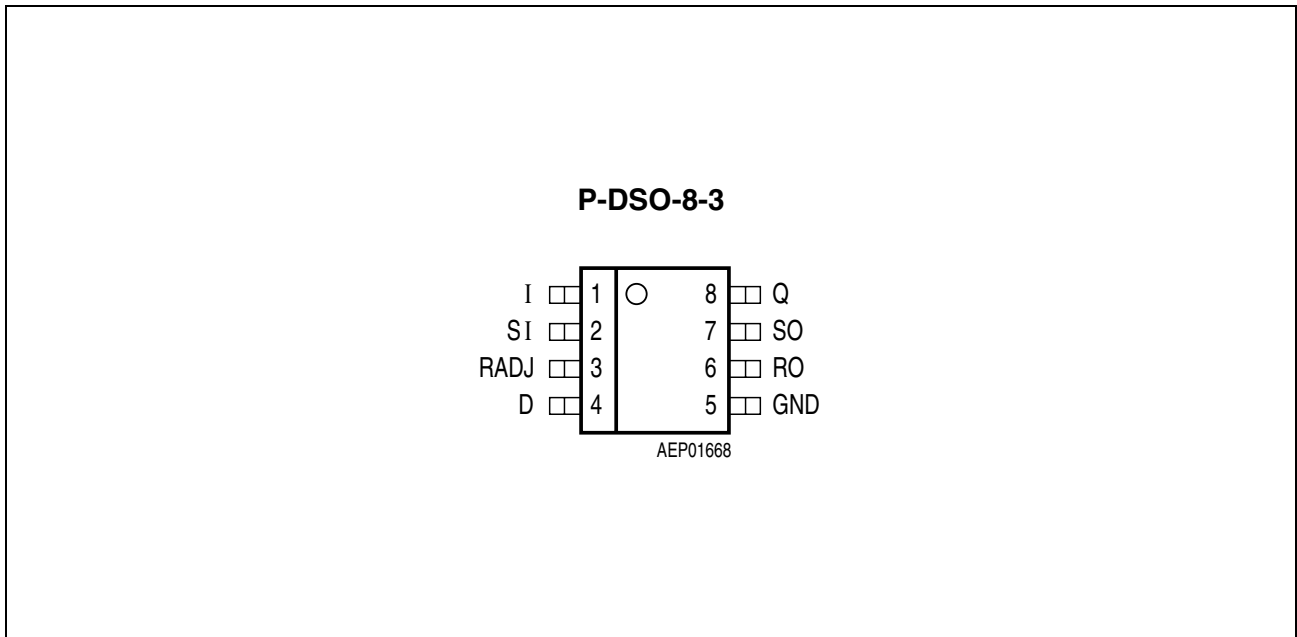 P-DSO-8-3
I 1 8 Q
SI 2 7 SO
RADJ 3 6 RO
D 4 5 GND
AEP01668